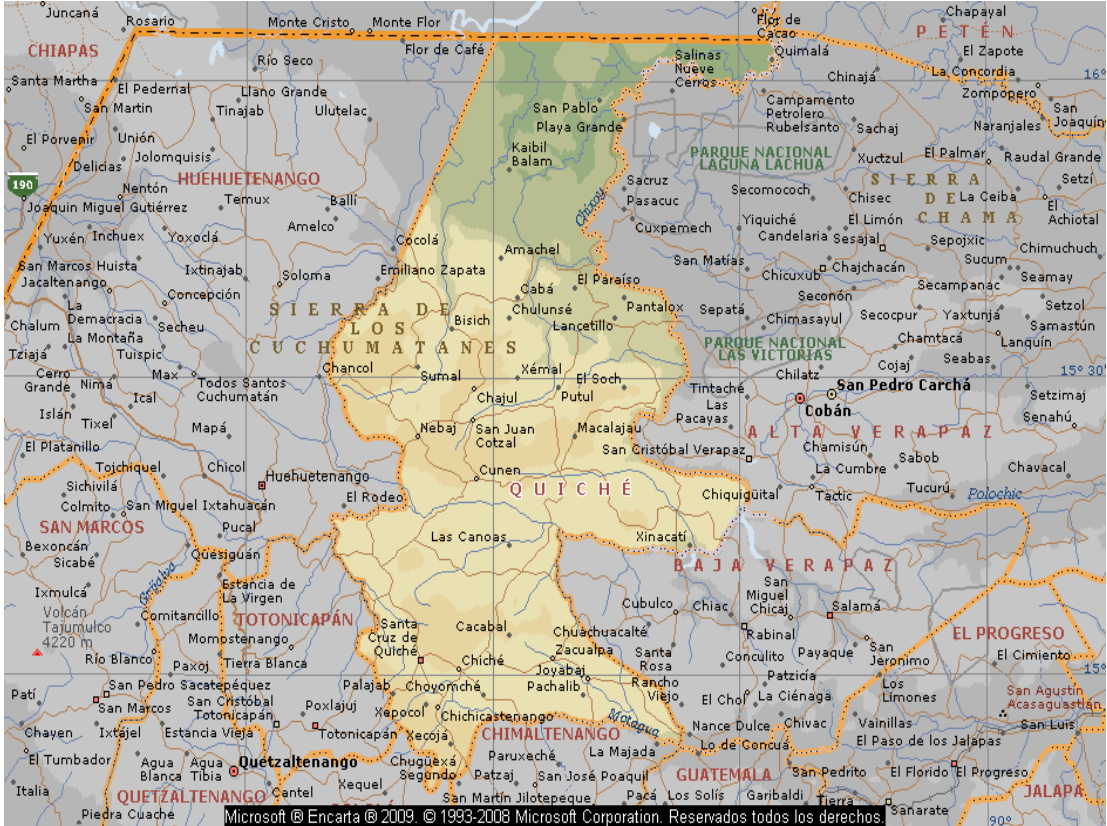 Juncaná
Rosario
Monte Cristo
Monte Flor
Flor de
Cacao
Chapayal
PETÉN
CHIAPAS
Flor de Café
Quimalá
El Zapote
Río Seco
Salinas
Nueve
Cerros
La Concordia
Chinajá
16°
Santa Martha
El Pedernal
Llano Grande
Zompopero
San Martin
Tinajab
Ulutelac
San Pablo
Campamento
Petrolero
Rubelsanto
San
Joaquín
Playa Grande
Sachaj
Naranjales
El Porvenir
Unión
Kaibil
Balam
PARQUE NACIONAL
LAGUNA LACHUA
Delicias
Jolomquisis
Xuctzul
El Palmar
Raudal Grande
190
Nentón
HUEHUETENANGO
Sacruz
Secomococh
SIERRA
DE
CHAMA
Setzí
Joaquin Miguel Gutiérrez
Temux
Ballí
Pasacuc
Chisec
La Ceiba
El
Achiotal
Chixoy
Yuxén
Inchuex
Yoxoclá
Amelco
Cuxpemech
Yiquiché
El Limón
Candelaria
Sesajal
Sepojxic
Chimuchuch
Cocolá
Amachel
San Marcos Huista
Ixtinajab
Soloma
Emiliano Zapata
San Matías
Chicuxub
Chajchacán
Sucum
Seamay
Jacaltenango
Concepción
Cabá
El Paraíso
Secampanac
La
Demacracia
SIERRA DE
LOS
CUCHUMATANES
Chulunsé
Pantalox
Sepatá
Seconón
Setzol
Chalum
Secheu
Bisich
Lancetillo
Chimasayul
Secocpur
Yaxtunjá
Samastún
La Montaña
Chamtacá
Lanquín
Tziajá
Tuispic
PARQUE NACIONAL
LAS VICTORIAS
Seabas
Cerro
Grande
Nimá
Max
Todos Santos
Cuchumatán
Chancol
Sumal
Xémal
El Soch
Chilatz
Cojaj
15° 30'
Ical
Chajul
Putul
Tintaché
San Pedro Carchá
Setzimaj
Islán
Tixel
Las
Pacayas
Cobán
Senahú
Mapá
Nebaj
San Juan
Cotzal
Macalajau
ALTA VERAPAZ
El Platanillo
San Cristóbal Verapaz
Chamisún
Tojchiquel
Chicol
Huehuetenango
Cunen
La Cumbre
Sabob
Chavacal
Sichivilá
QUICHÉ
Chiquigüital
Tucurú
Polochic
Colmito
San Miguel Ixtahuacán
El Rodeo
Tactic
SAN MARCOS
Pucal
Las Canoas
Xinacatí
Bexoncán
Sicabé
Quesiguán
BAJA VERAPAZ
Grijalva
Ixmulcá
Estancia de
La Virgen
San
Miguel
Chicaj
Volcán
Tajumulco
4220 m
Comitancillo
TOTONICAPÁN
Cubulco
Chiac
Salamá
Mompstenango
Santa
Cruz de
Quiché
Cacabal
Chuachuacalté
Rabinal
EL PROGRESO
Río Blanco
Paxoj
Tierra Blanca
Chiché
Zacualpa
Santa
Rosa
Conculito
Payaque
San
Jeronimo
El Cimiento
Joyabaj
Patzicía
Patí
San Pedro Sacatepéquez
Palajab
Choyomché
Pachalib
Rancho
Viejo
El Chol
La Ciénaga
Los
Limones
San Agustín
Acasaguastlán
San Marcos
San Cristóbal
Totonicapán
Poxlajuj
Xepocol
Chichicastenango
Motagua
Chayen
Ixtájel
Estancia Vieja
Totonicapán
Xecojá
CHIMALTENANGO
Nance Dulce
Chivac
Vainillas
San Luis
El Tumbador
Agua
Blanca
Agua
Tibia
Quetzaltenango
Chugüexá
Segundo
Paruxeché
La Majada
Lo de Concuá
El Paso de los Jalapas
15°
Italia
QUETZALTENANGO
Cantel
Xequel
Patzaj
San José Poaquil
GUATEMALA
San Pedrito
El Florido
El Progreso
JALAPA
Piedra Cuache
San Martín Jilotepeque
Pacá
Los Solís
Garibaldi
Tierra
Sanarate
90°
Microsoft ® Encarta ® 2009. © 1993-2008 Microsoft Corporation. Reservados todos los derechos.